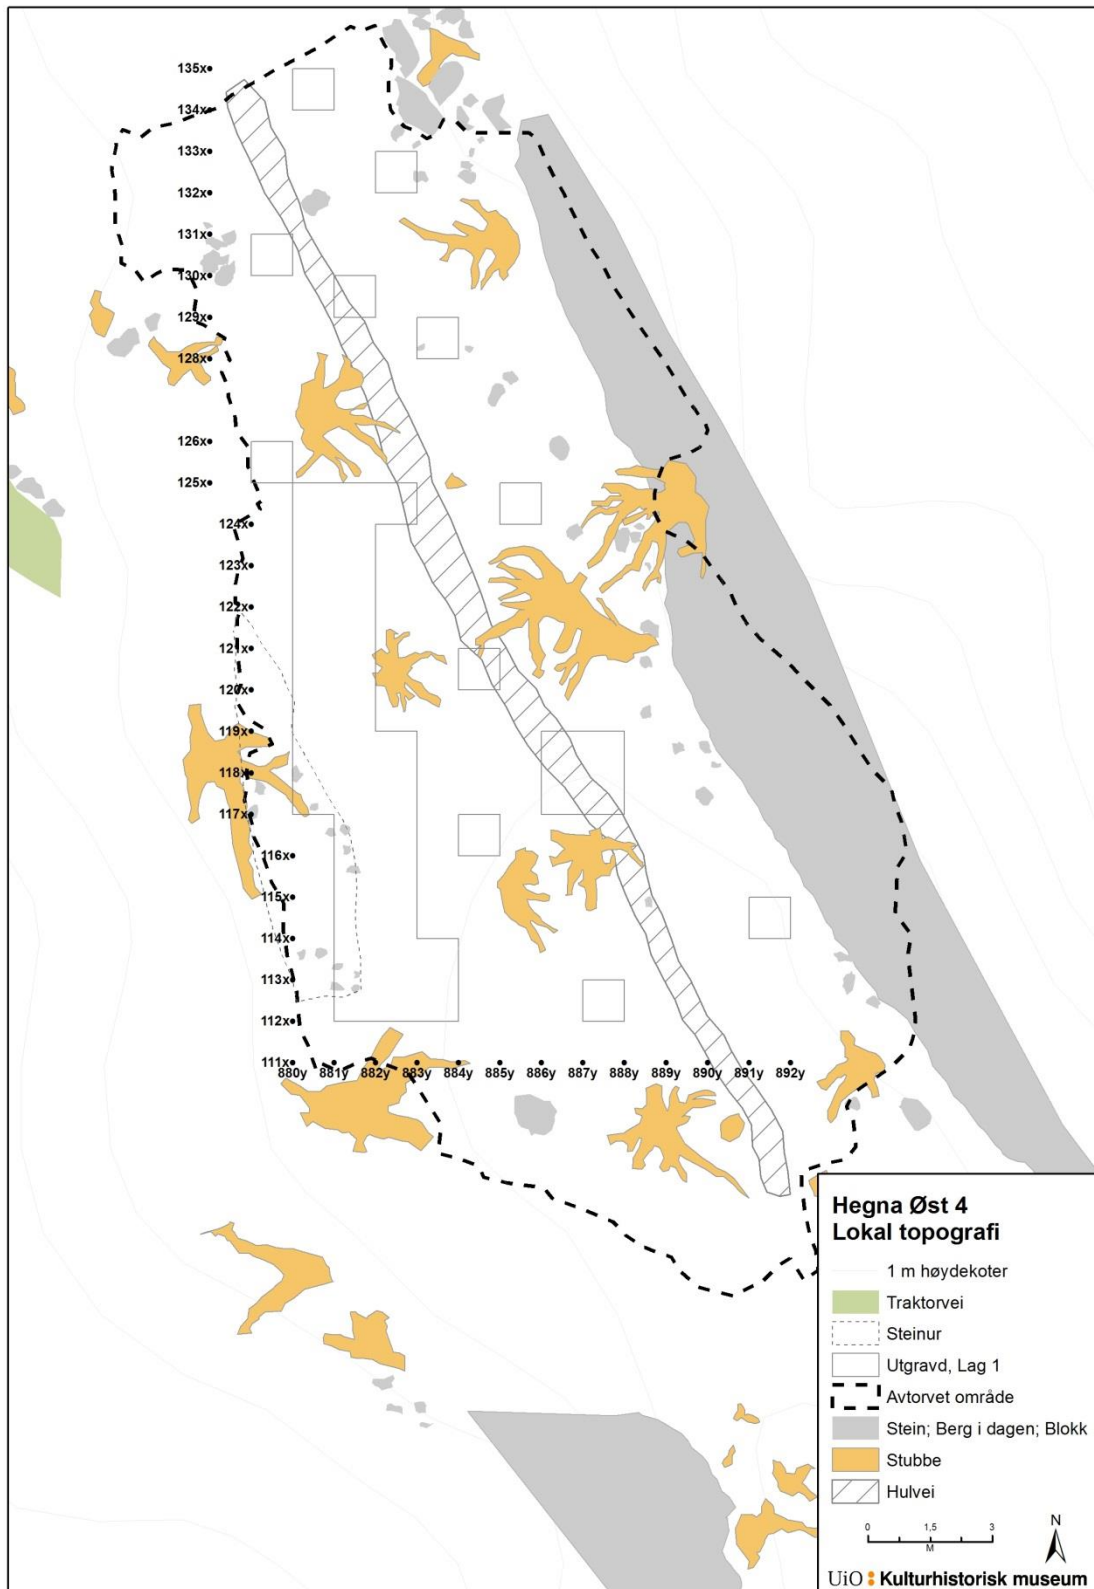 135x
134x
133x
132x
131x
130x
129x
128x
126x
125x
124x
123x
122x
121x
120x
119x
118x
117x
116x
115x
114x
113x
112x
111x
880y 881y 882y 883y 884y 885y 886y 887y 888y 889y 890y 891y 892y
Hegna Øst 4
Lokal topografi
1 m høydekoter
Traktorvei
Steinur
Utgravd, Lag 1
Avtorvet område
Stein; Berg i dagen; Blokk
Stubbe
Hulvei
0 1,5 3
M
N
UiO Kulturhistorisk museum